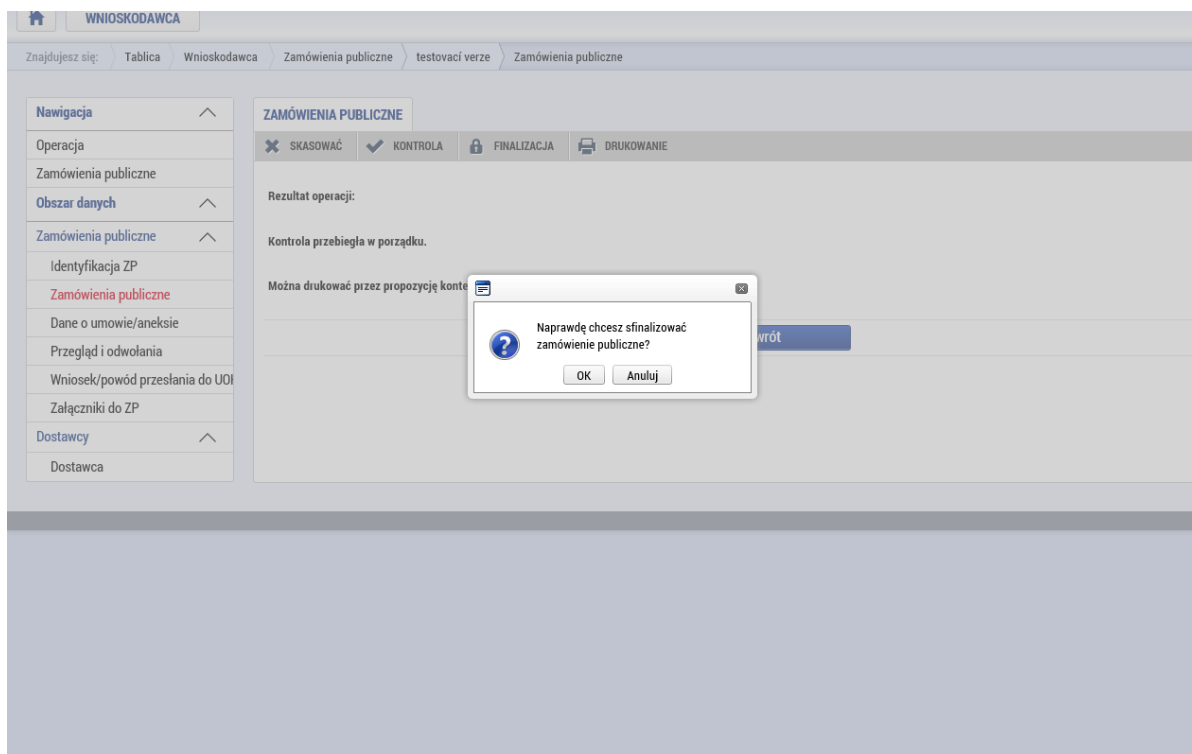 WNIOSKODAWCA
Znajdujesz się: Tablica Wnioskodawca Zamówienia publiczne testovací verze Zamówienia publiczne
Nawigacja
Operacja
Zamówienia publiczne
Obszar danych
Zamówienia publiczne
Identyfikacja ZP
Zamówienia publiczne
Dane o umowie/aneksie
Przegląd i odwołania
Wniosek/powód przesłania do
Załączniki do ZP
Dostawcy
Dostawca
ZAMÓWIENIA PUBLICZNE
SKASOWAĆ KONTROLA FINALIZACJA DRUKOWANIE
Rezultat operacji:
Kontrola przebiegła w porządku.
Można drukować przez propozycję
Naprawdę chcesz sfinalizować
zamówienie publiczne?
OK Anuluj